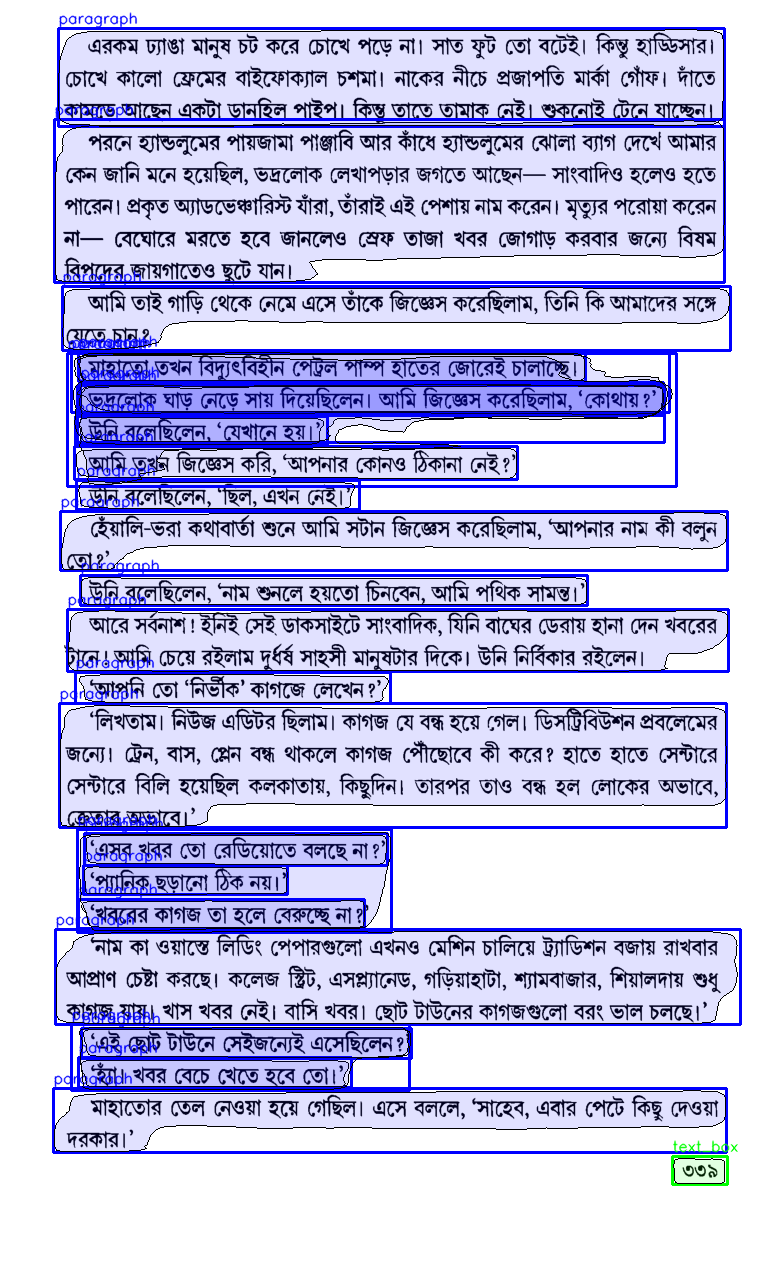 paragraph
এরকম ঢ্যাঙা মানুষ চট করে চোখে পড়ে না। সাত ফুট তো বটেই। কিন্তু হাড্ডিসার।
চোখে কালো ফ্রেমের বাইফোক্যাল চশমা। নাকের নীচে প্রজাপতি মার্কা গোঁফ। দাঁতে
কামড়ে আছেন একটা ডানহিল পাইপ। কিন্তু তাতে তামাক নেই। শুকনোই টেনে যাচ্ছেন।
পরনে হ্যান্ডলুমের পায়জামা পাঞ্জাবি আর কাঁধে হ্যান্ডলুমের ঝোলা ব্যাগ দেখে আমার
কেন জানি মনে হয়েছিল, ভদ্রলোক লেখাপড়ার জগতে আছেন— সাংবাদিও হলেও হতে
পারেন। প্রকৃত অ্যাডভেঞ্চারিস্ট যাঁরা, তাঁরাই এই পেশায় নাম করেন। মৃত্যুর পরোয়া করেন
না— বেঘোরে মরতে হবে জানলেও স্রেফ তাজা খবর জোগাড় করবার জন্যে বিষম
বিপদের জায়গাতেও ছুটে যান।
আমি তাই গাড়ি থেকে নেমে এসে তাঁকে জিজ্ঞেস করেছিলাম, তিনি কি আমাদের সঙ্গে
যেতে চান?
মাহাতো তখন বিদ্যুৎবিহীন পেট্রল পাম্প হাতের জোরেই চালাচ্ছে।
ভদ্রলোক ঘাড় নেড়ে সায় দিয়েছিলেন। আমি জিজ্ঞেস করেছিলাম, ‘কোথায়?’
উনি বলেছিলেন, ‘যেখানে হয়।’
আমি তখন জিজ্ঞেস করি, ‘আপনার কোনও ঠিকানা নেই?’
উনি বলেছিলেন, ‘ছিল, এখন নেই।’
হেঁয়ালি-ভরা কথাবার্তা শুনে আমি সটান জিজ্ঞেস করেছিলাম, ‘আপনার নাম কী বলুন
তো?’
উনি বলেছিলেন, ‘নাম শুনলে হয়তো চিনবেন, আমি পথিক সামন্ত।’
আরে সর্বনাশ! ইনিই সেই ডাকসাইটে সাংবাদিক, যিনি বাঘের ডেরায় হানা দেন খবরের
টানে। আমি চেয়ে রইলাম দুর্ধর্ষ সাহসী মানুষটার দিকে। উনি নির্বিকার রইলেন।
‘আপনি তো ‘নির্ভীক’ কাগজে লেখেন?’
‘লিখতাম। নিউজ এডিটর ছিলাম। কাগজ যে বন্ধ হয়ে গেল। ডিসট্রিবিউশন প্রবলেমের
জন্যে। ট্রেন, বাস, প্লেন বন্ধ থাকলে কাগজ পৌঁছোবে কী করে? হাতে হাতে সেন্টারে
সেন্টারে বিলি হয়েছিল কলকাতায়, কিছুদিন। তারপর তাও বন্ধ হল লোকের অভাবে,
ক্রেতার অভাবে।’
‘এসব খবর তো রেডিয়োতে বলছে না?’
‘প্যানিক ছড়ানো ঠিক নয়।’
‘খবরের কাগজ তা হলে বেরুচ্ছে না?’
‘নাম কা ওয়াস্তে লিডিং পেপারগুলো এখনও মেশিন চালিয়ে ট্র্যাডিশন বজায় রাখবার
আপ্রাণ চেষ্টা করছে। কলেজ স্ট্রিট, এসপ্ল্যানেড, গড়িয়াহাটা, শ্যামবাজার, শিয়ালদায় শুধু
কাগজ যায়। খাস খবর নেই। বাসি খবর। ছোট টাউনের কাগজগুলো বরং ভাল চলছে।’
‘এই ছোট টাউনে সেইজন্যেই এসেছিলেন?’
‘হ্যাঁ। খবর বেচে খেতে হবে তো।’
মাহাতোর তেল নেওয়া হয়ে গেছিল। এসে বললে, ‘সাহেব, এবার পেটে কিছু দেওয়া
দরকার।’
text_box
৩৩৯